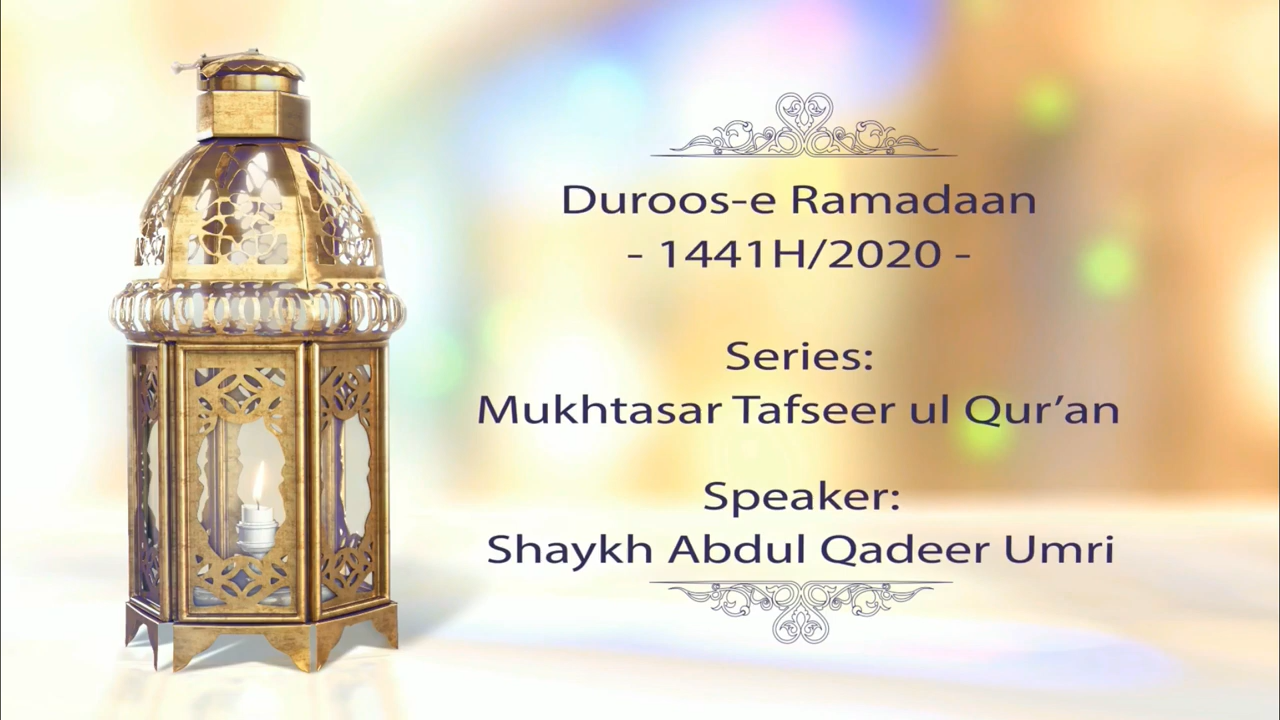 Duroos-e Ramadaan
- 1441H/2020 -
Series:
Mukhtasar Tafseer ul Qur’an
Speaker:
Shaykh Abdul Qadeer Umri